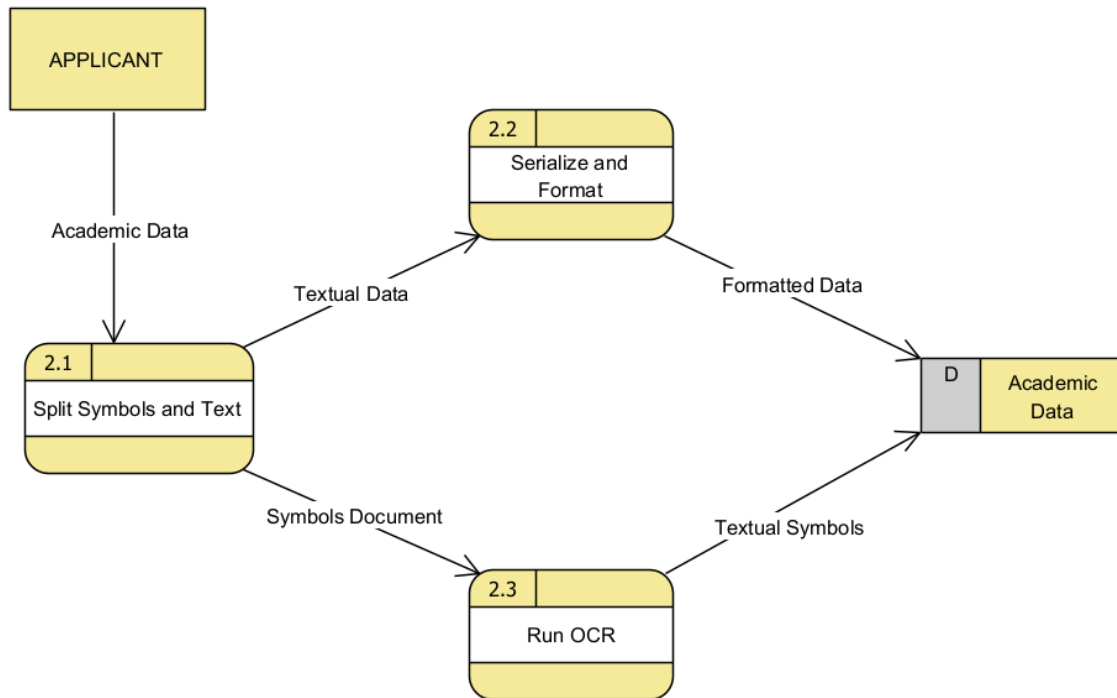 APPLICANT
Academic Data
2.2
Serialize and
Format
Textual Data
Formatted Data
2.1
Split Symbols and Text
D
Academic
Data
Symbols Document
Textual Symbols
2.3
Run OCR